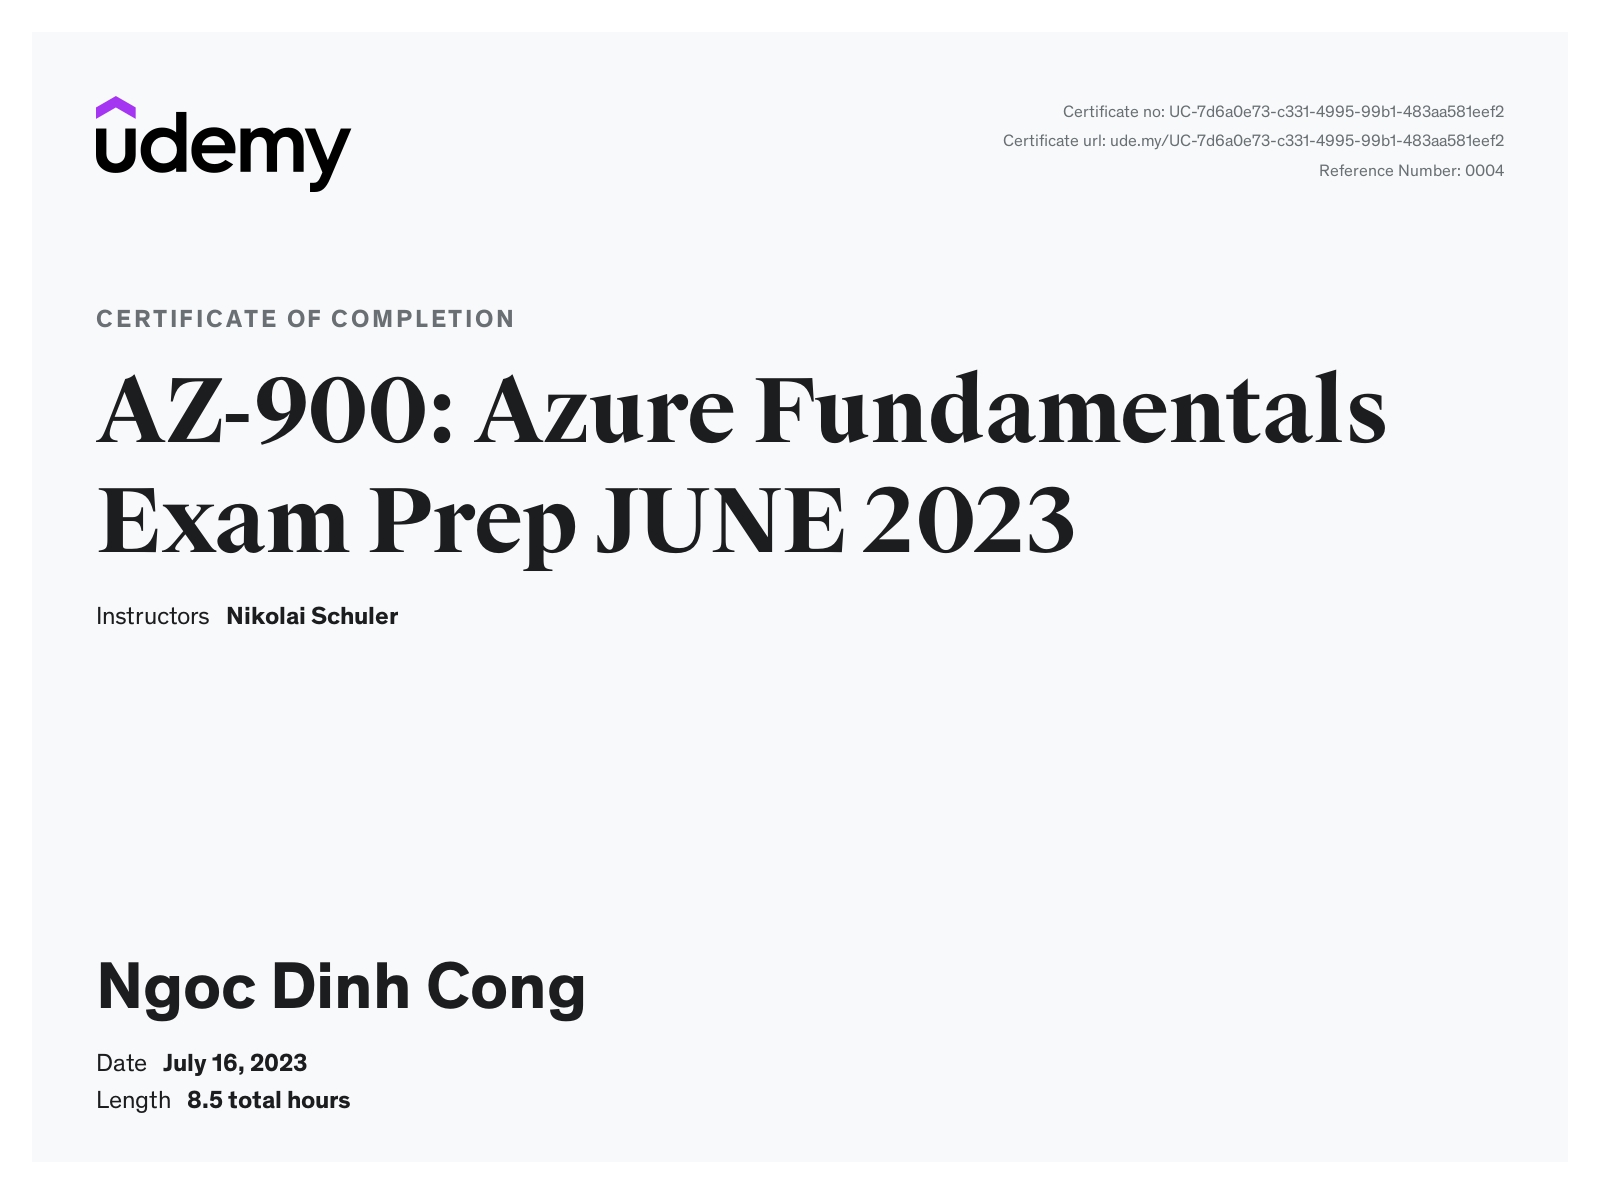 udemy
Certificate no: UC-7d6a0e73-c331-4995-99b1-483aa581eef2
Certificate url: ude.my/UC-7d6a0e73-c331-4995-99b1-483aa581eef2
Reference Number: 0004
CERTIFICATE OF COMPLETION
AZ-900: Azure Fundamentals
Exam Prep JUNE 2023
Instructors Nikolai Schuler
Ngoc Dinh Cong
Date July 16, 2023
Length 8.5 total hours